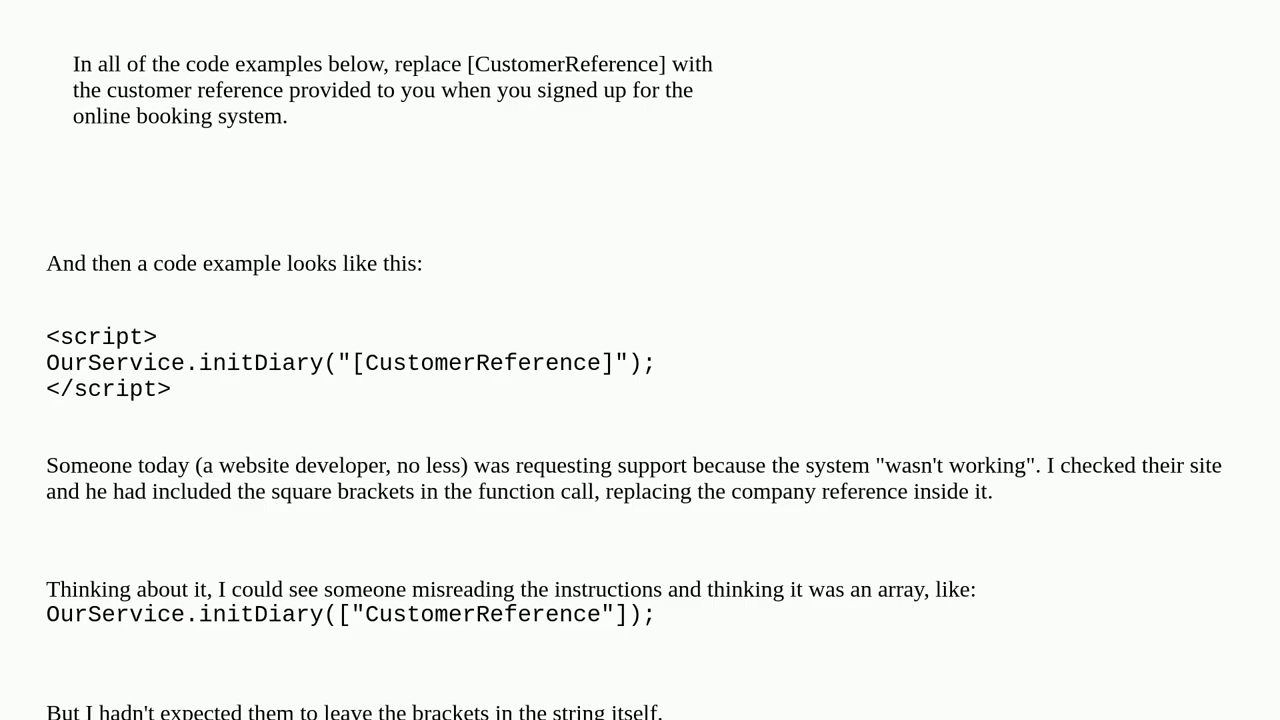 In all of the code examples below, replace [CustomerReference] with
the customer reference provided to you when you signed up for the
online booking system.
And then a code example looks like this:
<script>
OurService.initDiary("[CustomerReference]");
</script>
Someone today (a website developer, no less) was requesting support because the system "wasn't working". I checked their site
and he had included the square brackets in the function call, replacing the company reference inside it.
Thinking about it, I could see someone misreading the instructions and thinking it was an array, like:
OurService.initDiary(["CustomerReference"]);
But I hadn't expected them to leave the brackets in the string itself.